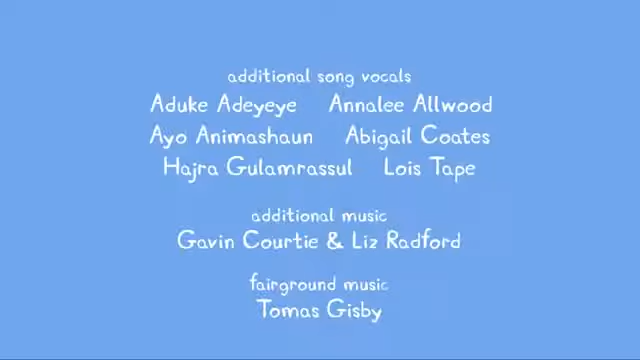 additional song vocals
Aduke Adeyeye Annalee Allwood
Ayo Animashaun Abigail Coates
Hajra Gulamrassul Lois Tape
additional music
Gavin Courtie & Liz Radford
fairground music
Tomas Gisby